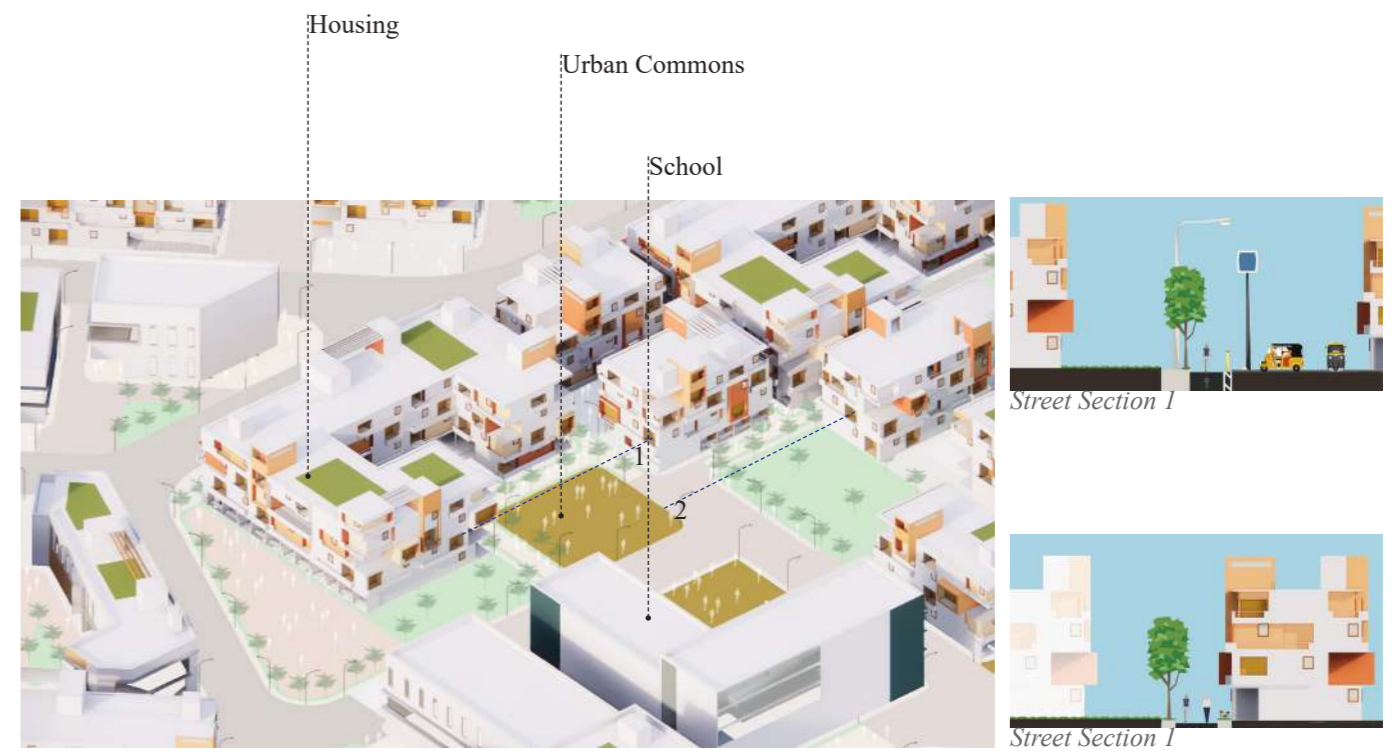 Housing
Urban Commons
School
1
2
Street Section 1
Street Section 1